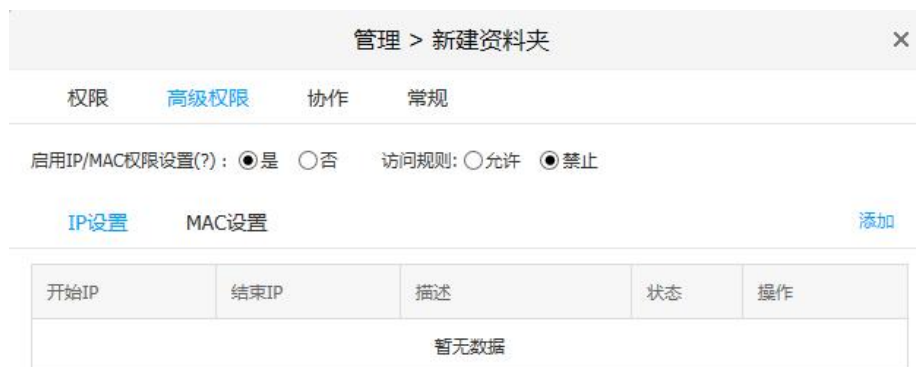 管理 > 新建资料夹 ×
权限 高级权限 协作 常规
启用IP/MAC权限设置(?) : 是 否 访问规则: 允许 禁止
IP设置 MAC设置 添加
开始IP 结束IP 描述 状态 操作
暂无数据